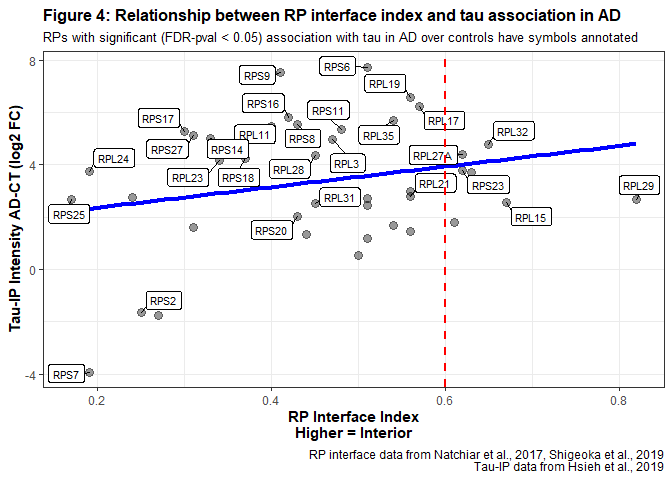 Figure 4: Relationship between RP interface index and tau association in AD
RPs with significant (FDR-pval < 0.05) association with tau in AD over controls have symbols annotated
Tau-IP Intensity AD-CT (log2 FC)
8
4
0
-4
RPS6
RPS9
RPL19
RPS16
RPS11
RPS17
RPL17
RPL11
RPS8
RPL35
RPL32
RPS27
RPS14
RPL24
RPL3
RPL27A
RPL28
RPL23
RPS18
RPL21
RPS23
RPL29
RPL31
RPS25
RPL15
RPS20
RPS2
RPS7
0.2
0.4
0.6
0.8
RP Interface Index
Higher = Interior
RP interface data from Natchiar et al., 2017, Shigeoka et al., 2019
Tau-IP data from Hsieh et al., 2019